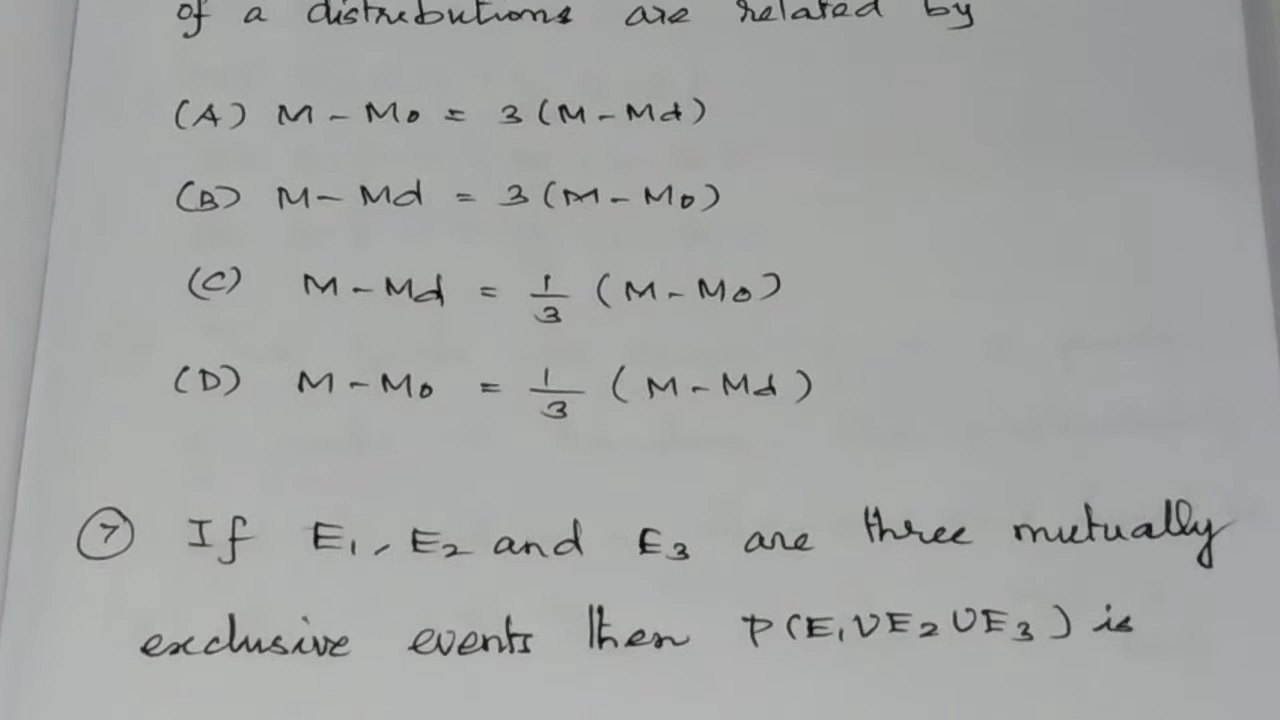 of a distrebutions are related by
(A) M - Mo = 3 (M - Md)
(B) M - Md = 3 (M - Mo)
(C) M - Md = 1/3 (M - Mo)
(D) M - Mo = 1/3 (M - Md)
(7) If E1, E2 and E3 are three mutually
exclusive events then P(E1 ∪ E2 ∪ E3) is